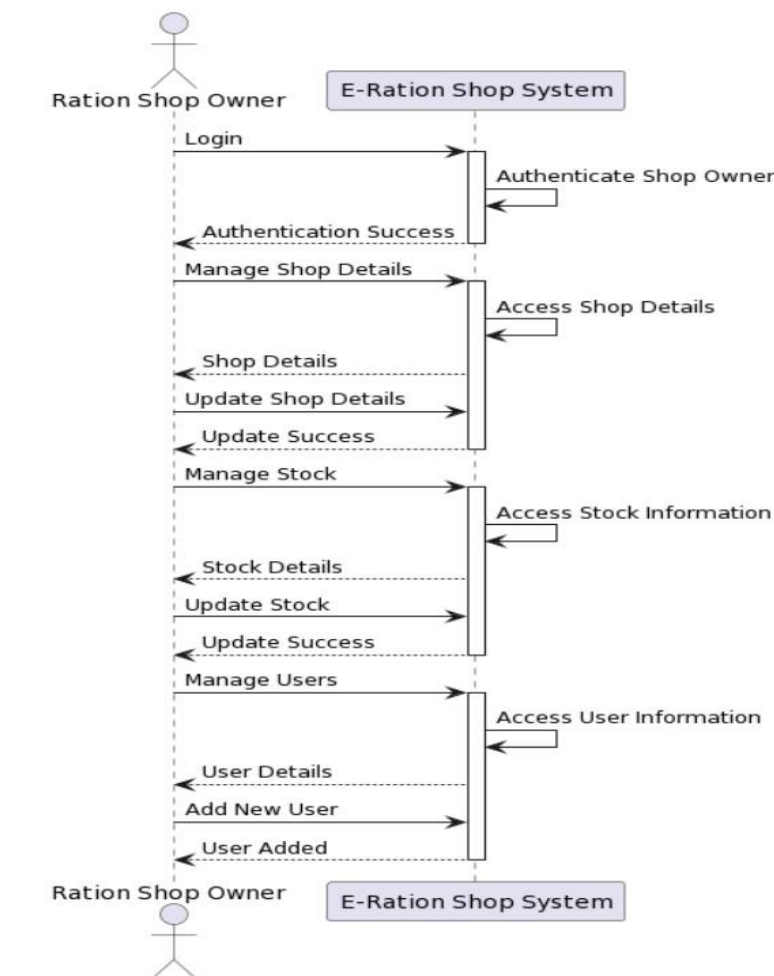 Ration Shop Owner
E-Ration Shop System
Login
Authenticate Shop Owner
Authentication Success
Manage Shop Details
Access Shop Details
Shop Details
Update Shop Details
Update Success
Manage Stock
Access Stock Information
Stock Details
Update Stock
Update Success
Manage Users
Access User Information
User Details
Add New User
User Added
Ration Shop Owner
E-Ration Shop System